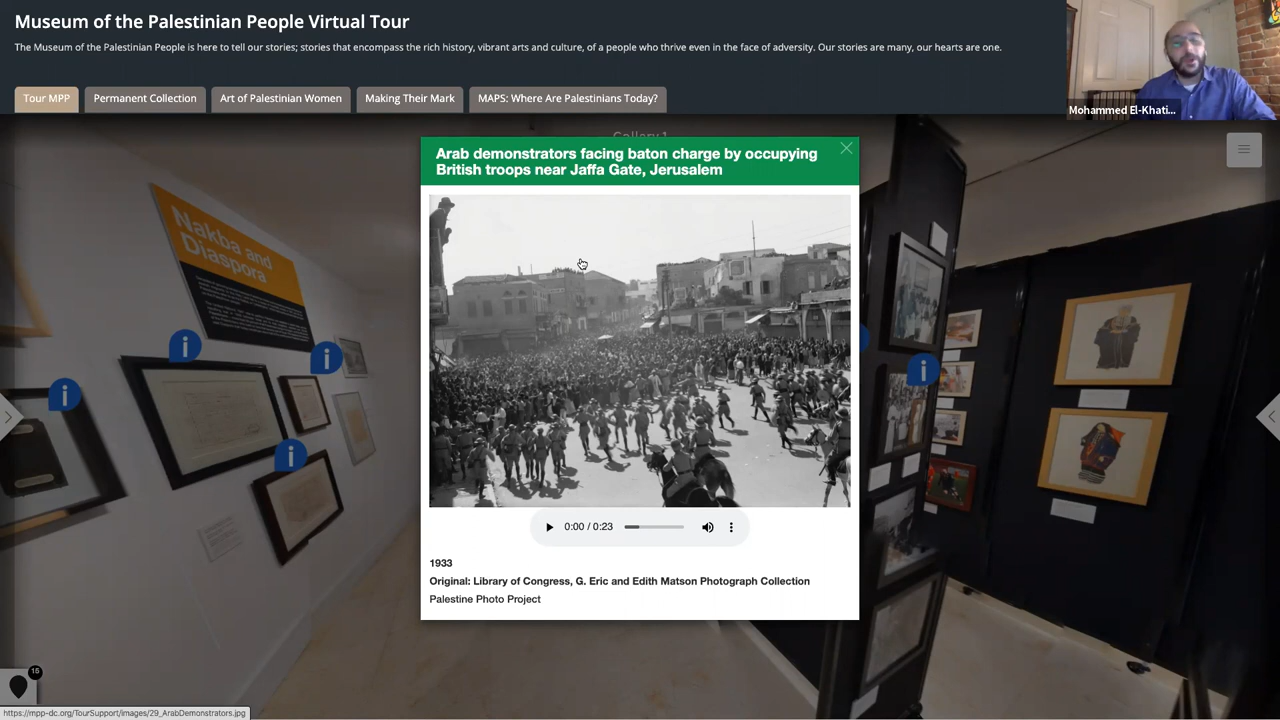 Museum of the Palestinian People Virtual Tour
The Museum of the Palestinian People is here to tell our stories; stories that encompass the rich history, vibrant arts and culture, of a people who thrive even in the face of adversity. Our stories are many, our hearts are one.
Mohammed El-Khati...
Tour MPP
Permanent Collection
Art of Palestinian Women
Making Their Mark
MAPS: Where Are Palestinians Today?
Gallery 1
Arab demonstrators facing baton charge by occupying
British troops near Jaffa Gate, Jerusalem
Nakba and
Diaspora
i
i
i
i
i
0:00 / 0:23
1933
Original: Library of Congress, G. Eric and Edith Matson Photograph Collection
Palestine Photo Project
15
https://mpp-dc.org/TourSupport/images/29_ArabDemonstrators.jpg